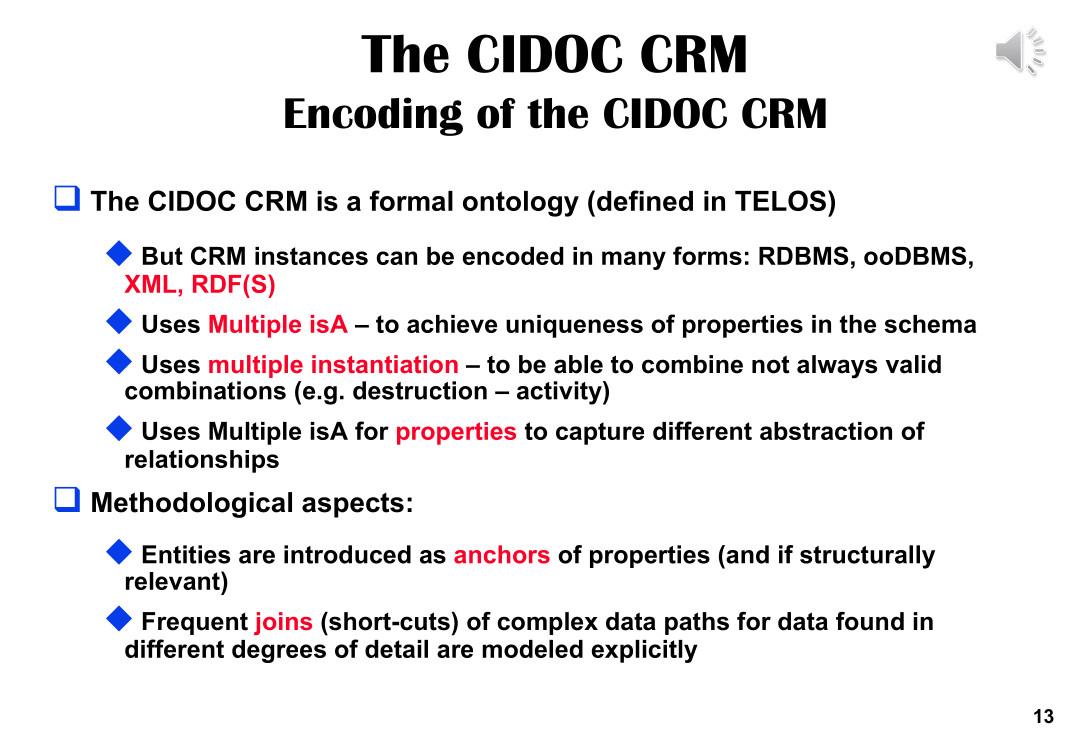 The CIDOC CRM
Encoding of the CIDOC CRM
The CIDOC CRM is a formal ontology (defined in TELOS)
But CRM instances can be encoded in many forms: RDBMS, ooDBMS,
XML, RDF(S)
Uses Multiple isA – to achieve uniqueness of properties in the schema
Uses multiple instantiation – to be able to combine not always valid
combinations (e.g. destruction – activity)
Uses Multiple isA for properties to capture different abstraction of
relationships
Methodological aspects:
Entities are introduced as anchors of properties (and if structurally
relevant)
Frequent joins (short-cuts) of complex data paths for data found in
different degrees of detail are modeled explicitly
13